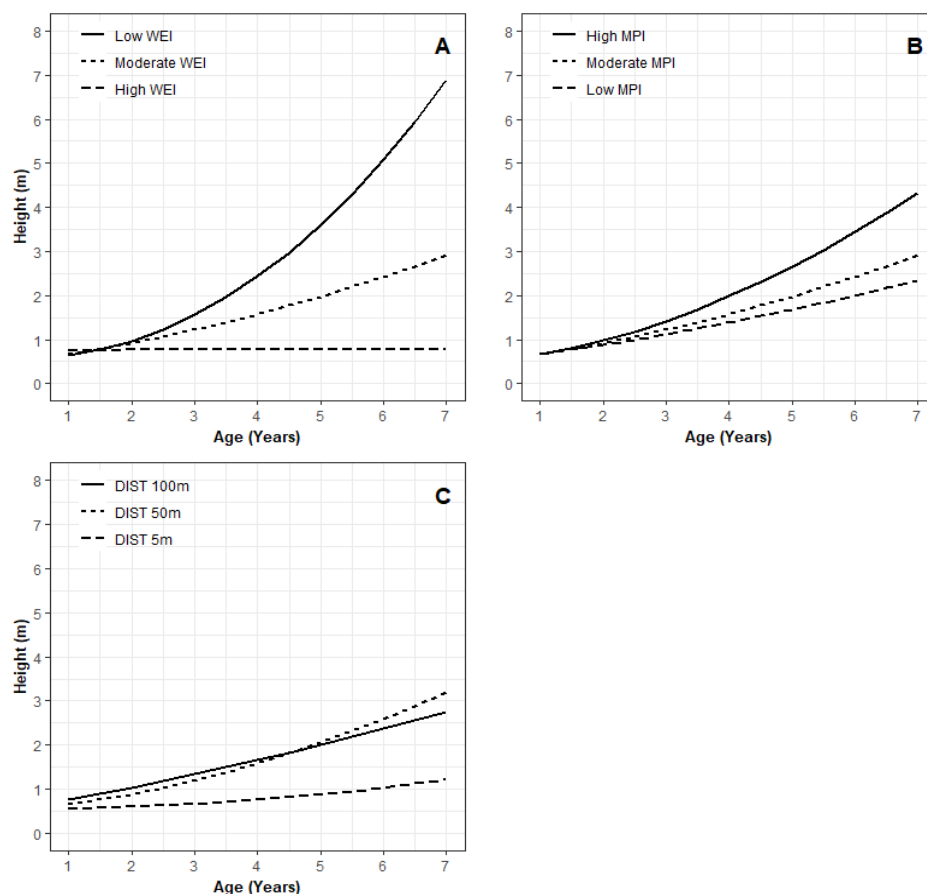 A
Low WEI
Moderate WEI
High WEI
8
7
6
5
4
3
2
1
0
Height (m)
1 2 3 4 5 6 7
Age (Years)
B
High MPI
Moderate MPI
Low MPI
8
7
6
5
4
3
2
1
0
1 2 3 4 5 6 7
Age (Years)
C
DIST 100m
DIST 50m
DIST 5m
8
7
6
5
4
3
2
1
0
Height (m)
1 2 3 4 5 6 7
Age (Years)